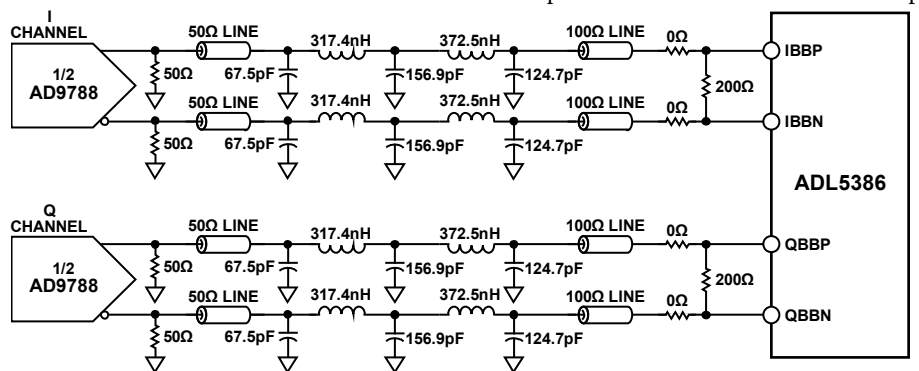 I
CHANNEL
50Ω LINE
317.4nH
372.5nH
100Ω LINE
0Ω
IBBP
1/2
AD9788
50Ω
67.5pF
156.9pF
124.7pF
200Ω
50Ω LINE
317.4nH
372.5nH
100Ω LINE
0Ω
IBBN
50Ω
67.5pF
156.9pF
124.7pF
ADL5386
Q
CHANNEL
50Ω LINE
317.4nH
372.5nH
100Ω LINE
0Ω
QBBP
1/2
AD9788
50Ω
67.5pF
156.9pF
124.7pF
200Ω
50Ω LINE
317.4nH
372.5nH
100Ω LINE
0Ω
QBBN
50Ω
67.5pF
156.9pF
124.7pF